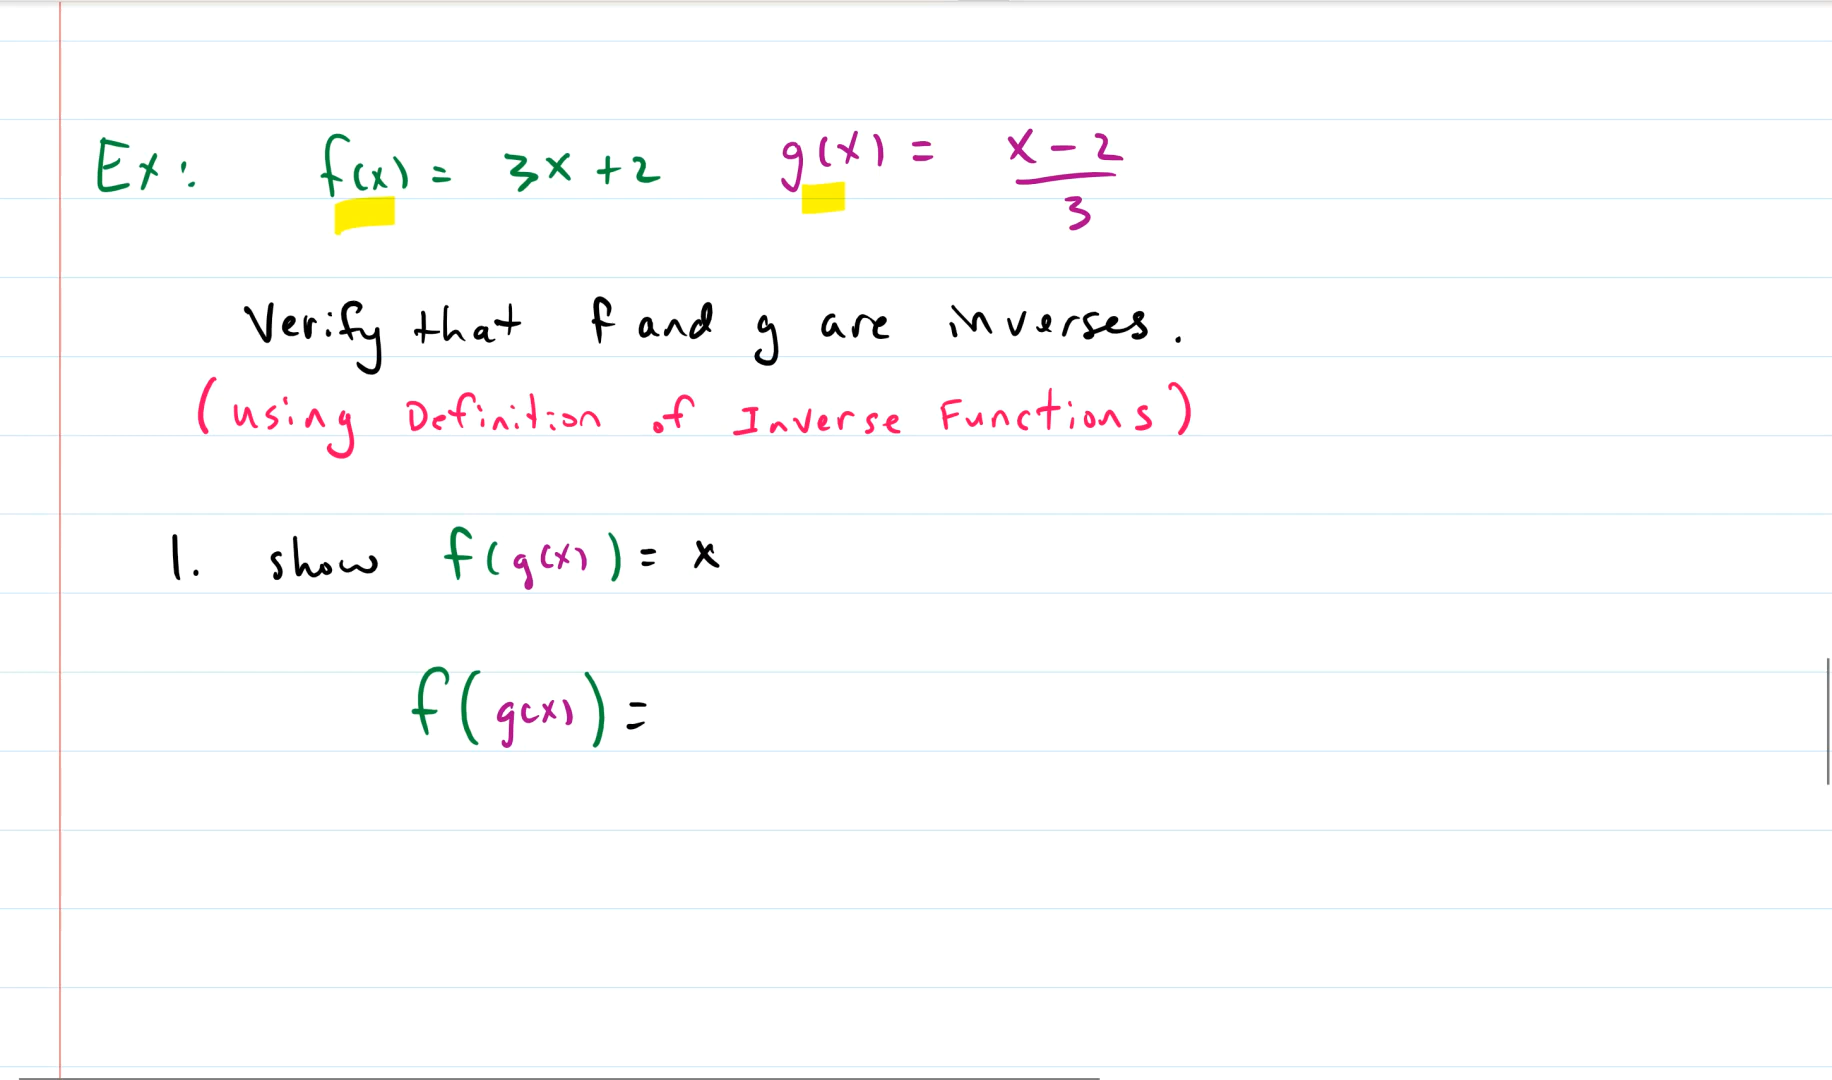 Ex: f(x) = 3x + 2 g(x) = x - 2 / 3
Verify that f and g are inverses.
(using Definition of Inverse Functions)
1. show f(g(x)) = x
f(g(x)) =